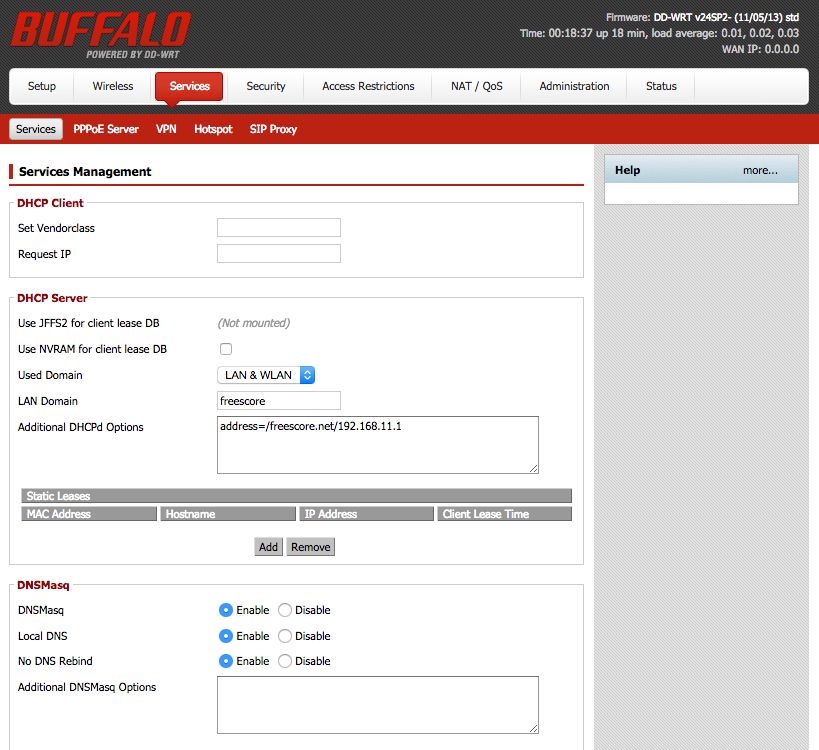 BUFFALO
POWERED BY DD-WRT
Firmware: DD-WRT v24SP2- (11/05/13) std
Time: 00:18:37 up 18 min, load average: 0.01, 0.02, 0.03
WAN IP: 0.0.0.0
Setup Wireless Services Security Access Restrictions NAT / QoS Administration Status
Services PPPoE Server VPN Hotspot SIP Proxy
Services Management
Help more...
DHCP Client
Set Vendorclass
Request IP
DHCP Server
Use JFFS2 for client lease DB (Not mounted)
Use NVRAM for client lease DB
Used Domain LAN & WLAN
LAN Domain freescore
Additional DHCPd Options address=/freescore.net/192.168.11.1
Static Leases
MAC Address Hostname IP Address Client Lease Time
Add Remove
DNSMasq
DNSMasq Enable Disable
Local DNS Enable Disable
No DNS Rebind Enable Disable
Additional DNSMasq Options